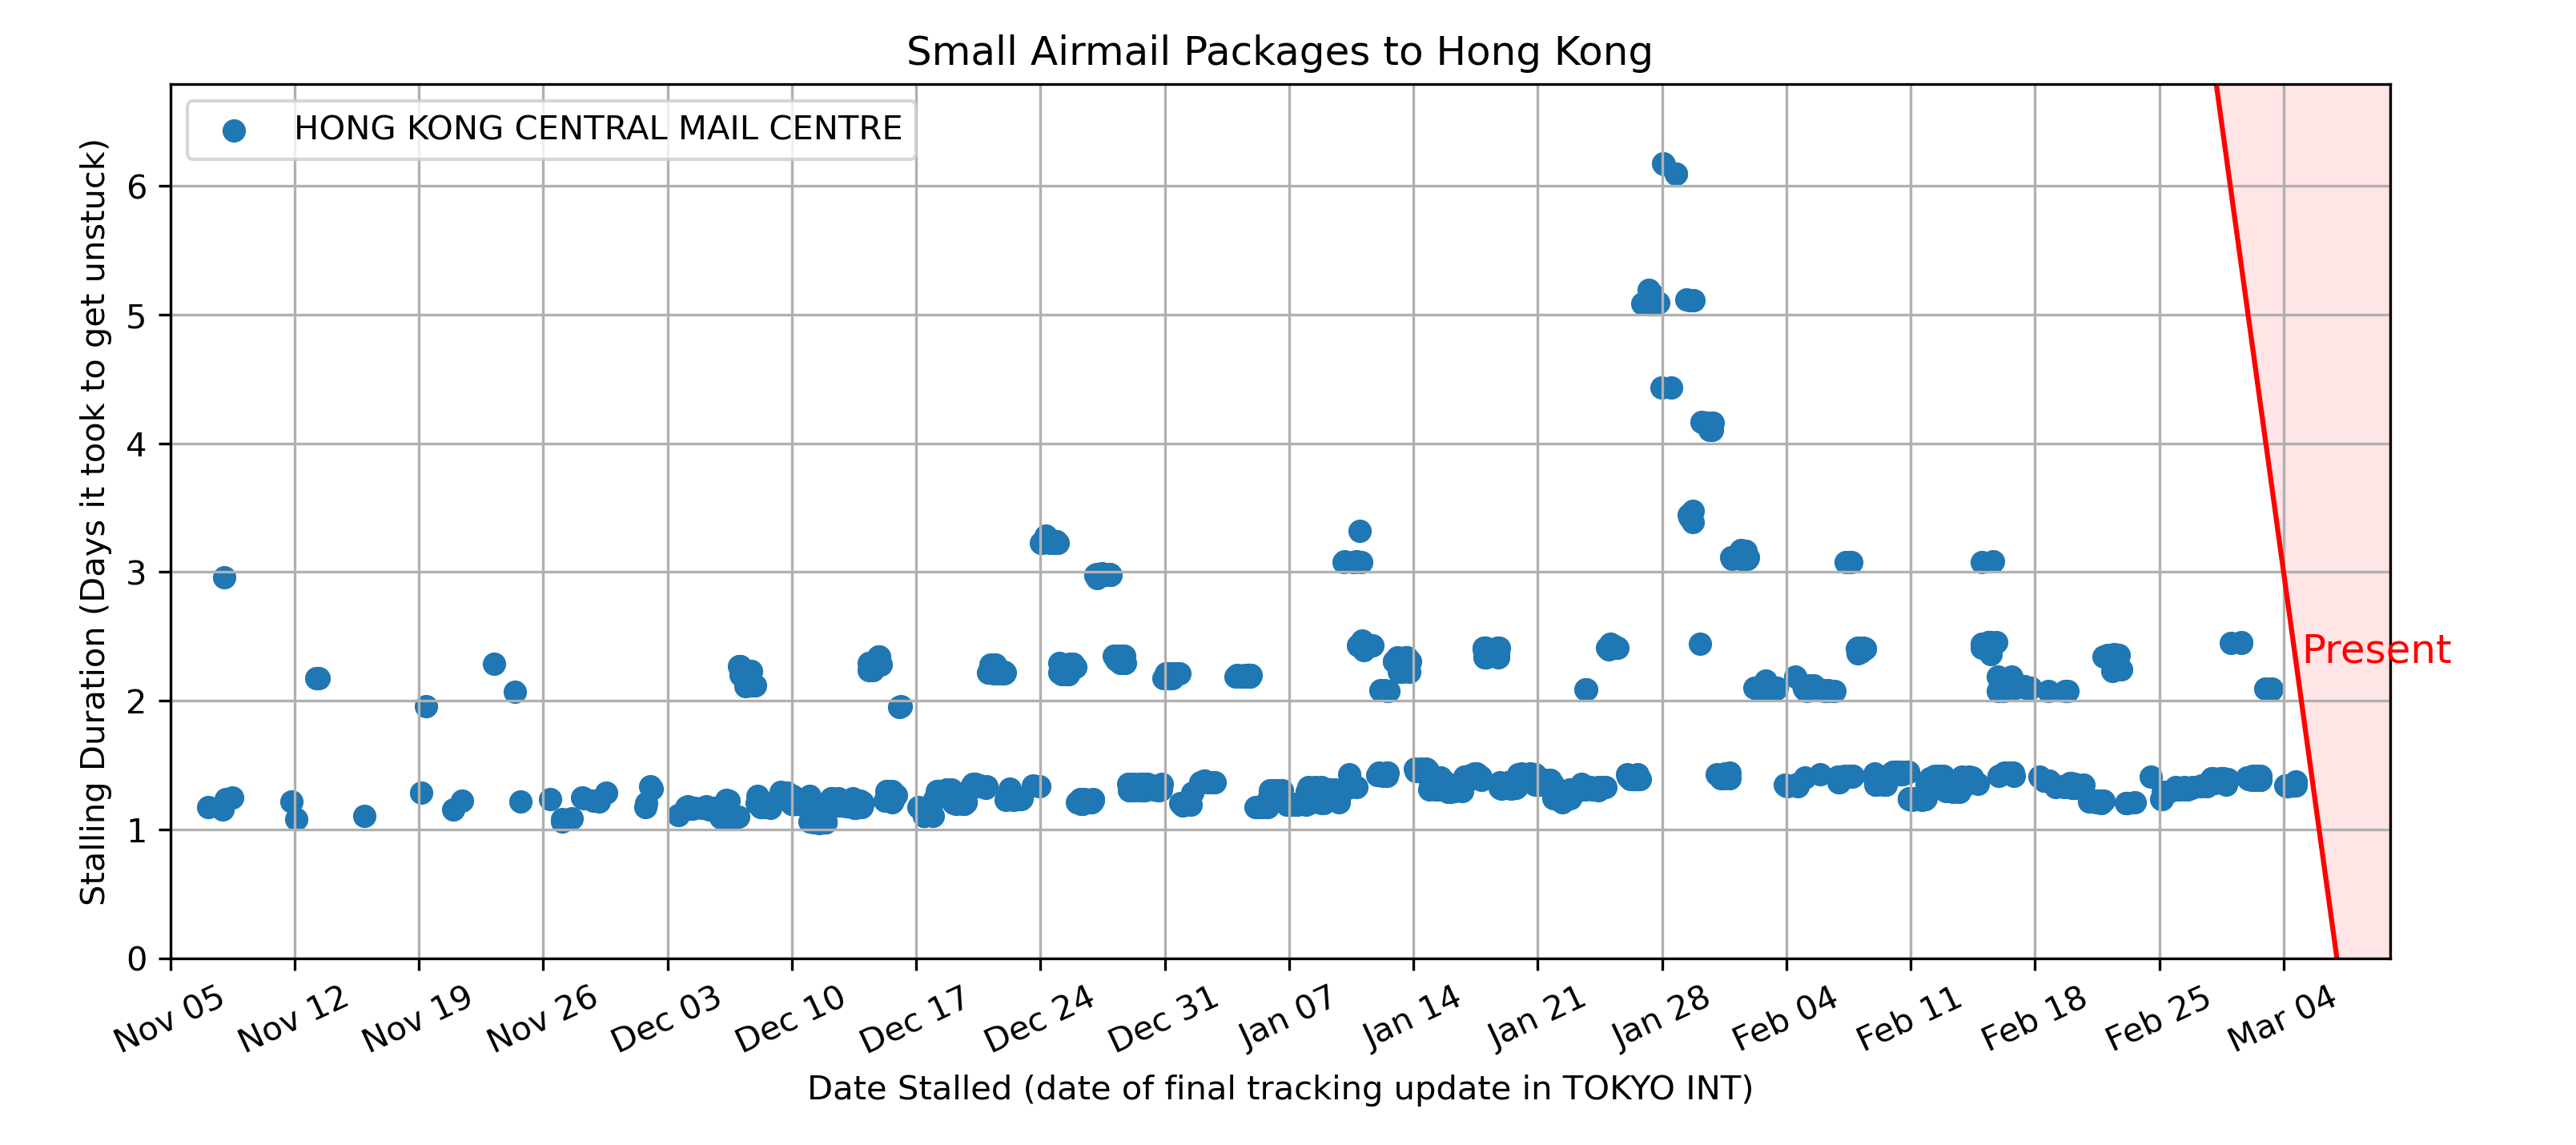 Small Airmail Packages to Hong Kong
HONG KONG CENTRAL MAIL CENTRE
Stalling Duration (Days it took to get unstuck)
6
5
4
3
2
1
0
Present
Nov 05
Nov 12
Nov 19
Nov 26
Dec 03
Dec 10
Dec 17
Dec 24
Dec 31
Jan 07
Jan 14
Jan 21
Jan 28
Feb 04
Feb 11
Feb 18
Feb 25
Mar 04
Date Stalled (date of final tracking update in TOKYO INT)